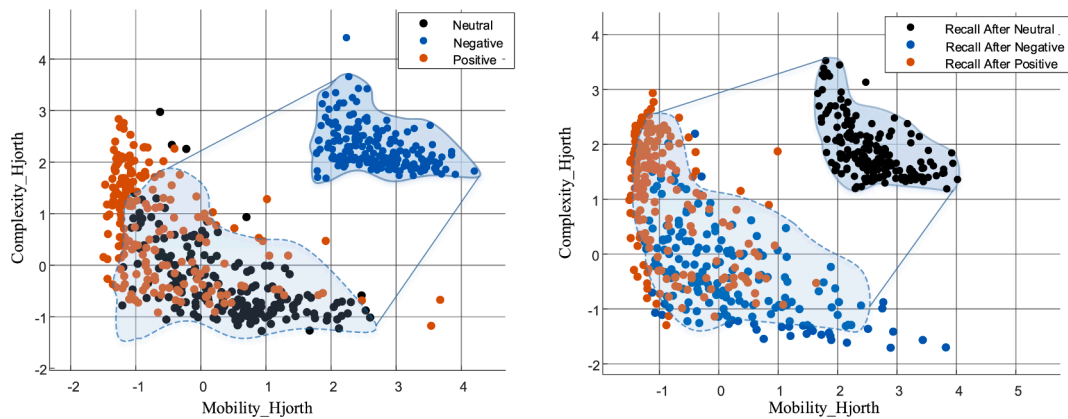 Neutral
Negative
Positive
4
3
2
1
0
-1
-2
Complexity_Hjorth
-2
-1
0
1
2
3
4
Mobility_Hjorth
Recall After Neutral
Recall After Negative
Recall After Positive
4
3
2
1
0
-1
-2
Complexity_Hjorth
-1
0
1
2
3
4
5
Mobility_Hjorth